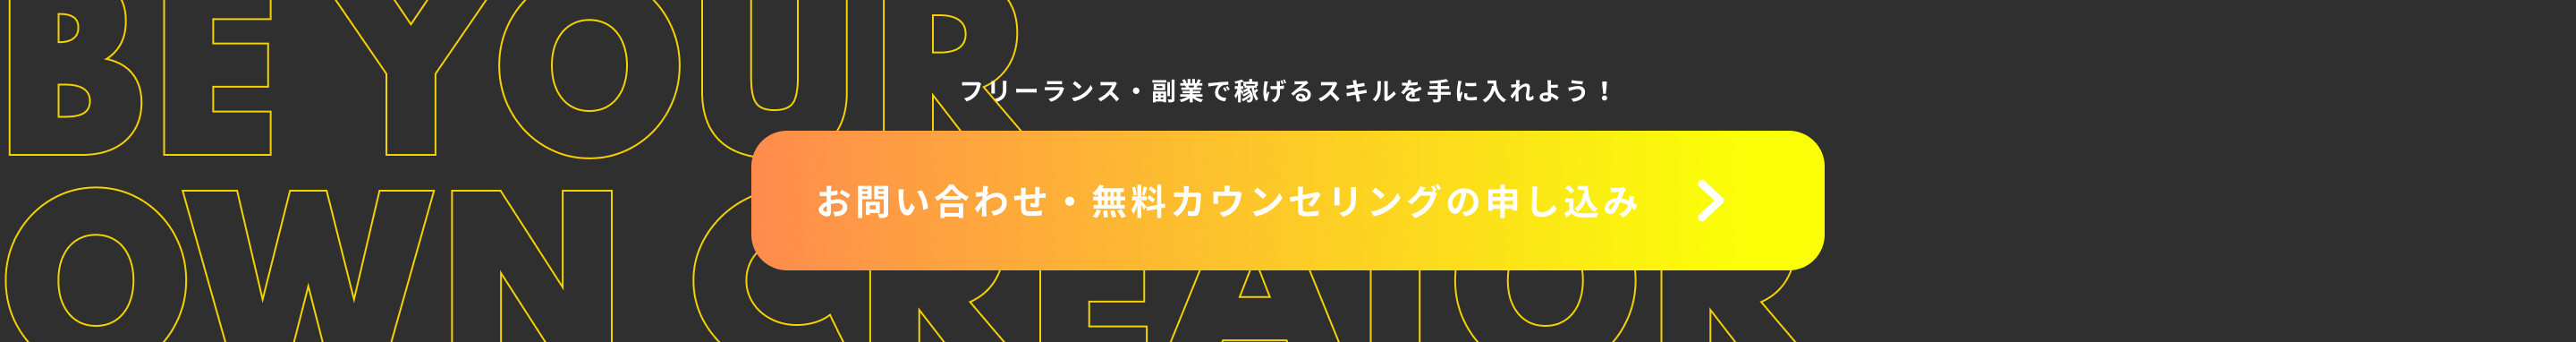 BE YOUR
フリーランス・副業で稼げるスキルを手に入れよう！
お問い合わせ・無料カウンセリングの申し込み
OWN CREATOR